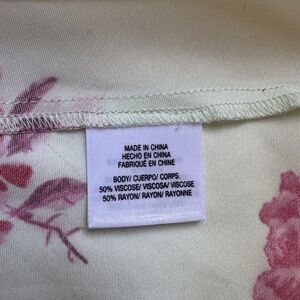 MADE IN CHINA
HECHO EN CHINA
FABRIQUÉ EN CHINE
BODY/ CUERPO/ CORPS:
50% VISCOSE/ VISCOSA/ VISCOSE
50% RAYON/ RAYON/ RAYONNE